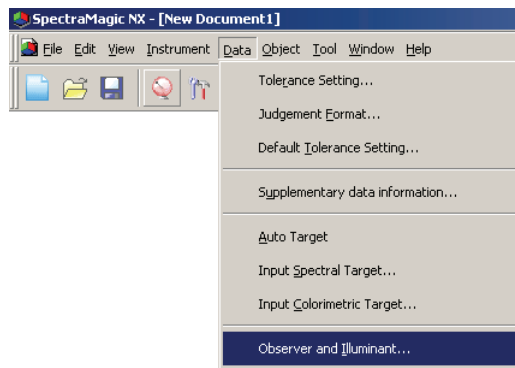 SpectraMagic NX - [New Document1]
File Edit View Instrument Data Object Tool Window Help
Tolerance Setting...
Judgement Format...
Default Tolerance Setting...
Supplementary data information...
Auto Target
Input Spectral Target...
Input Colorimetric Target...
Observer and Illuminant...